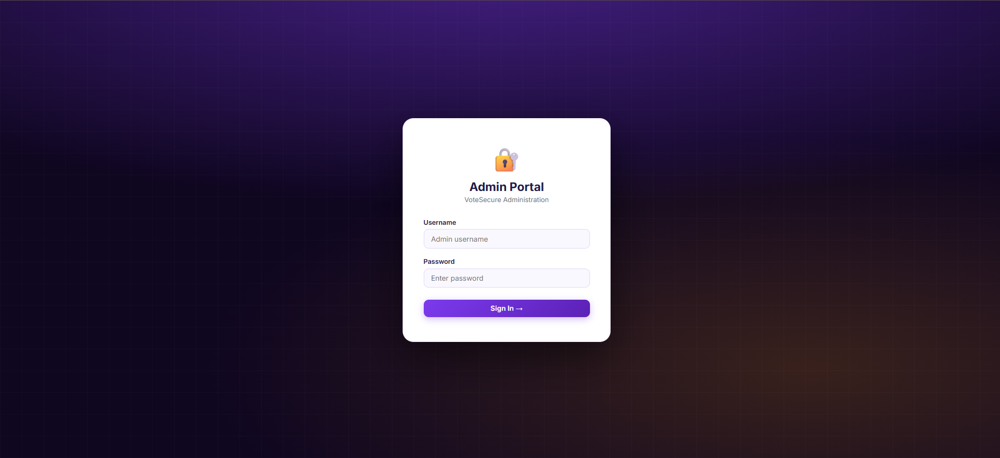 Admin Portal
VoteSecure Administration
Username
Admin username
Password
Enter password
Sign In →